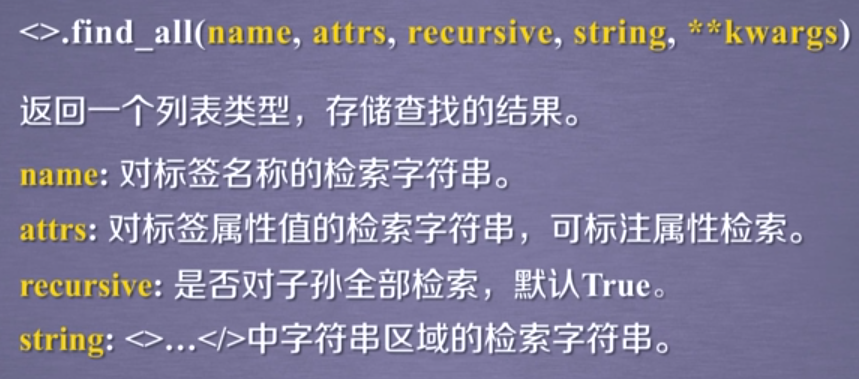 <>.find_all(name, attrs, recursive, string, **kwargs)
返回一个列表类型，存储查找的结果。
name: 对标签名称的检索字符串。
attrs: 对标签属性值的检索字符串，可标注属性检索。
recursive: 是否对子孙全部检索，默认True。
string: <>…</>中字符串区域的检索字符串。